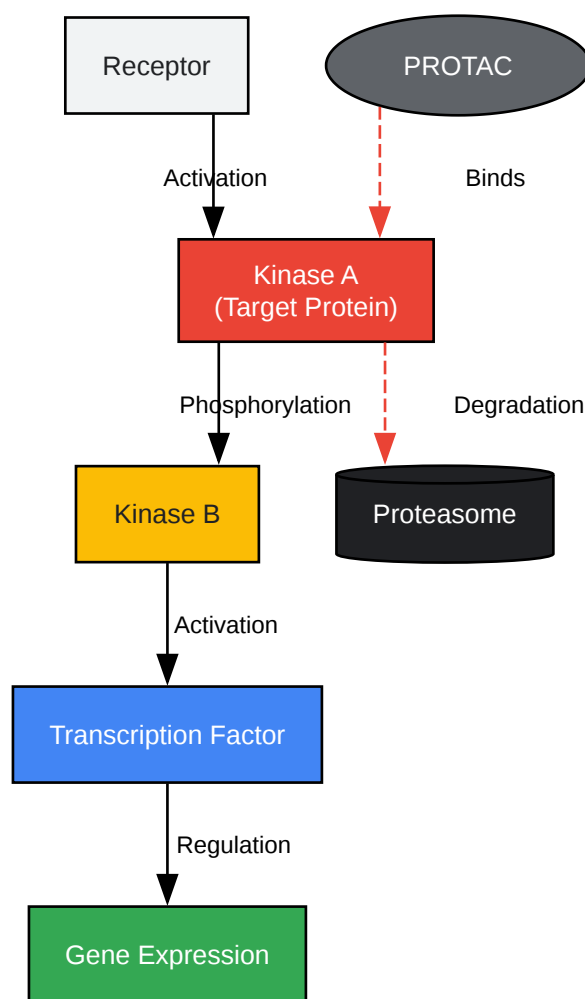 Receptor
PROTAC
Activation
Binds
Kinase A
(Target Protein)
Phosphorylation
Degradation
Kinase B
Proteasome
Activation
Transcription Factor
Regulation
Gene Expression